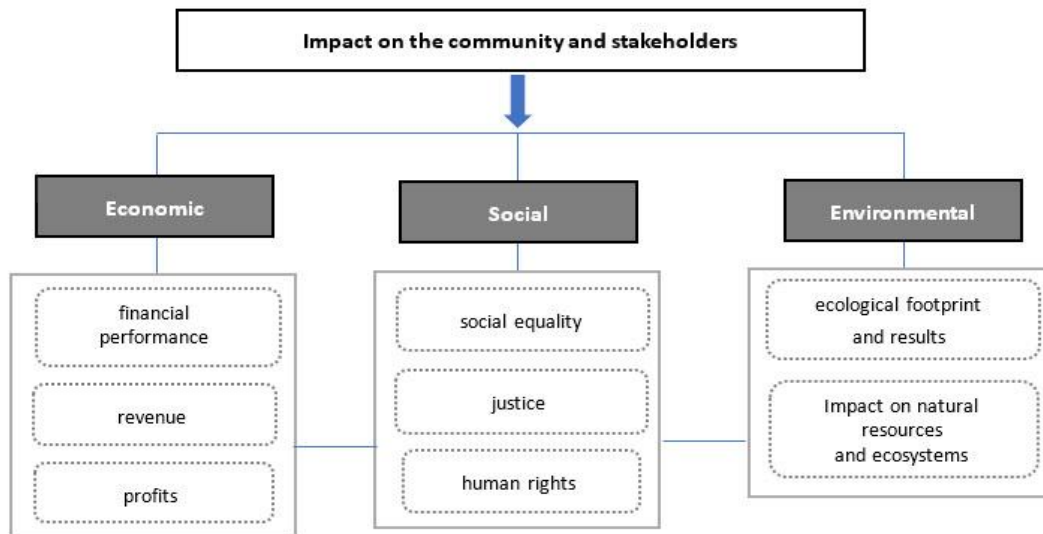 Impact on the community and stakeholders
Economic
Social
Environmental
financial
performance
revenue
profits
social equality
justice
human rights
ecological footprint
and results
Impact on natural
resources
and ecosystems